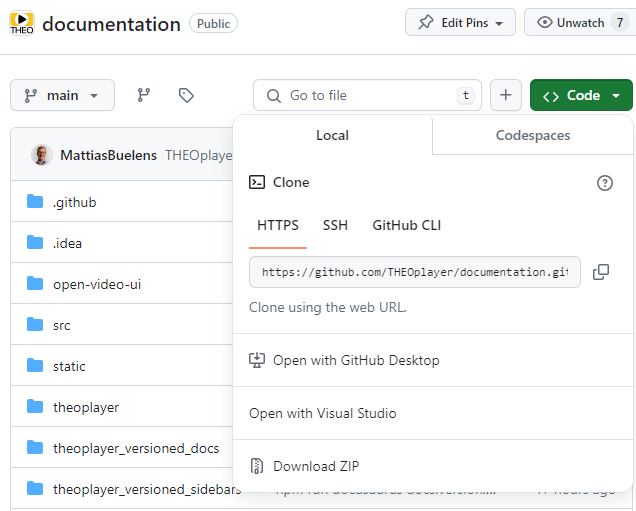 THEO documentation Public Edit Pins Unwatch 7
main Go to file t + Code
Local Codespaces
MattiasBuelens THEOplaye
Clone
.github
HTTPS SSH GitHub CLI
.idea
https://github.com/THEOplayer/documentation.git
open-video-ui
Clone using the web URL.
src
static
Open with GitHub Desktop
theoplayer
Open with Visual Studio
theoplayer_versioned_docs
Download ZIP
theoplayer_versioned_sidebars